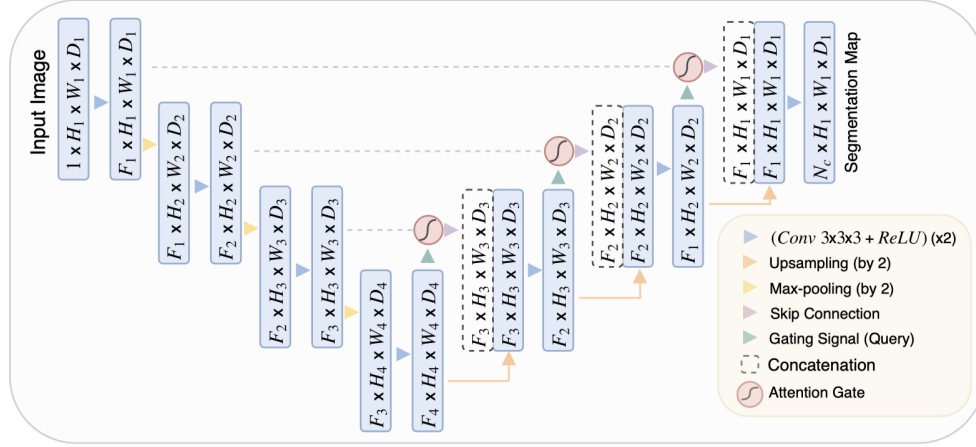 Input Image
1 x H₁ x W₁ x D₁
F₁ x H₁ x W₁ x D₁
F₁ x H₂ x W₂ x D₂
F₂ x H₂ x W₂ x D₂
F₂ x H₃ x W₃ x D₃
F₃ x H₃ x W₃ x D₃
F₃ x H₄ x W₄ x D₄
F₄ x H₄ x W₄ x D₄
F₃ x H₃ x W₃ x D₃
F₃ x H₃ x W₃ x D₃
F₂ x H₃ x W₃ x D₃
F₂ x H₂ x W₂ x D₂
F₂ x H₂ x W₂ x D₂
F₁ x H₂ x W₂ x D₂
F₁ x H₁ x W₁ x D₁
F₁ x H₁ x W₁ x D₁
N꜀ x H₁ x W₁ x D₁
Segmentation Map
(Conv 3x3x3 + ReLU) (x2)
Upsampling (by 2)
Max-pooling (by 2)
Skip Connection
Gating Signal (Query)
Concatenation
Attention Gate